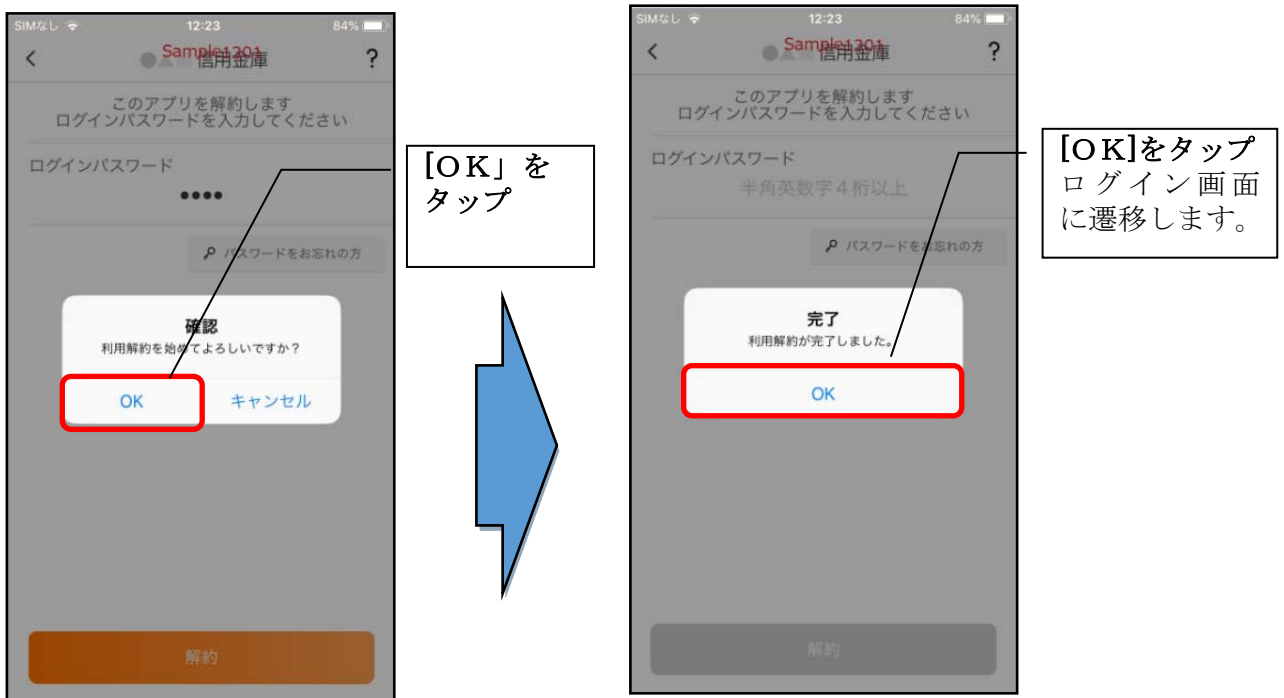 SIMなし 12:23 84%
< ●▲■信用金庫 ?
Sample1201
このアプリを解約します
ログインパスワードを入力してください
ログインパスワード
••••
パスワードをお忘れの方
確認
利用解約を始めてよろしいですか？
OK キャンセル
解約
[ＯＫ」を
タップ
SIMなし 12:23 84%
< ●▲■信用金庫 ?
Sample1201
このアプリを解約します
ログインパスワードを入力してください
ログインパスワード
半角英数字４桁以上
パスワードをお忘れの方
完了
利用解約が完了しました。
OK
解約
[ＯＫ]をタップ
ログイン画面
に遷移します。